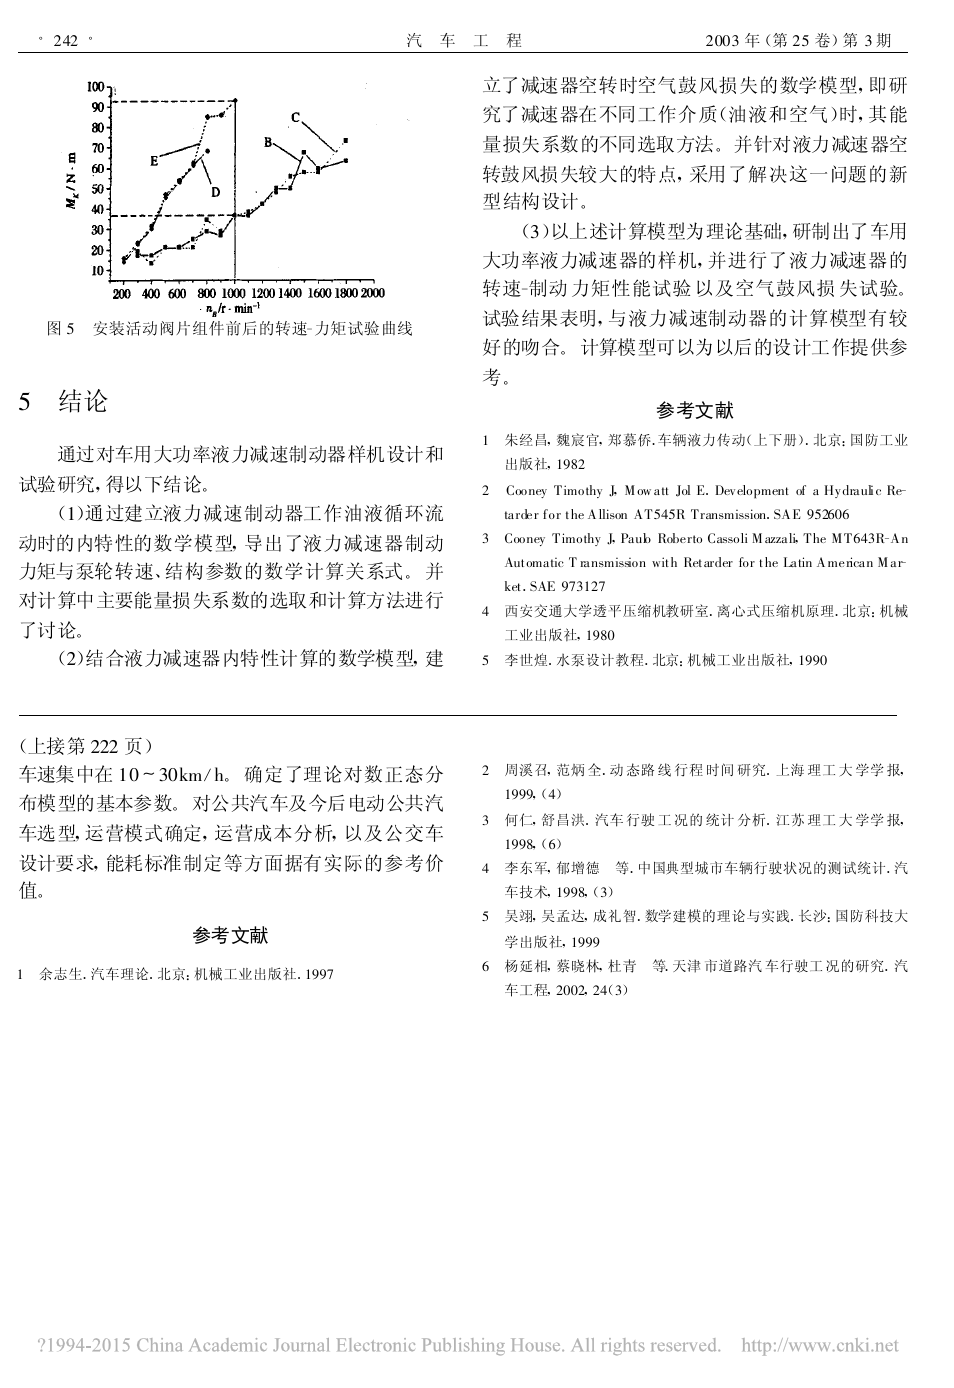 ° 242 °
汽 车 工 程
2003 年(第 25 卷)第 3 期
100
90
80
70
60
50
40
30
20
10
M_K/N·m
E
D
B
C
200 400 600 800 1000 1200 1400 1600 1800 2000
n_B/r·min⁻¹
图 5 安装活动阀片组件前后的转速-力矩试验曲线
5 结论
通过对车用大功率液力减速制动器样机设计和
试验研究, 得以下结论。
(1)通过建立液力减速制动器工作油液循环流
动时的内特性的数学模型, 导出了液力减速器制动
力矩与泵轮转速、结构参数的数学计算关系式。并
对计算中主要能量损失系数的选取和计算方法进行
了讨论。
(2)结合液力减速器内特性计算的数学模型, 建
立了减速器空转时空气鼓风损失的数学模型, 即研
究了减速器在不同工作介质(油液和空气)时, 其能
量损失系数的不同选取方法。并针对液力减速器空
转鼓风损失较大的特点, 采用了解决这一问题的新
型结构设计。
(3)以上述计算模型为理论基础, 研制出了车用
大功率液力减速器的样机, 并进行了液力减速器的
转速-制动力矩性能试验以及空气鼓风损失试验。
试验结果表明, 与液力减速制动器的计算模型有较
好的吻合。计算模型可以为以后的设计工作提供参
考。
参考文献
1 朱经昌, 魏宸官, 郑慕侨. 车辆液力传动(上下册). 北京: 国防工业
出版社, 1982
2 Cooney Timothy J, Mowatt Jol E. Development of a Hydraulic Re-
tarder for the Allison AT545R Transmission. SAE 952606
3 Cooney Timothy J, Paulo Roberto Cassoli Mazzali, The MT643R-An
Automatic Transmission with Retarder for the Latin American Mar-
ket. SAE 973127
4 西安交通大学透平压缩机教研室. 离心式压缩机原理. 北京: 机械
工业出版社, 1980
5 李世煌. 水泵设计教程. 北京: 机械工业出版社, 1990
(上接第 222 页)
车速集中在 10～30km/h。确定了理论对数正态分
布模型的基本参数。对公共汽车及今后电动公共汽
车选型, 运营模式确定, 运营成本分析, 以及公交车
设计要求, 能耗标准制定等方面据有实际的参考价
值。
参考文献
1 余志生. 汽车理论. 北京: 机械工业出版社. 1997
2 周溪召, 范炳全. 动态路线行程时间研究. 上海理工大学学报,
1999, (4)
3 何仁, 舒昌洪. 汽车行驶工况的统计分析. 江苏理工大学学报,
1998, (6)
4 李东军, 郁增德 等. 中国典型城市车辆行驶状况的测试统计. 汽
车技术, 1998, (3)
5 吴翊, 吴孟达, 成礼智. 数学建模的理论与实践. 长沙: 国防科技大
学出版社, 1999
6 杨延相, 蔡晓林, 杜青 等. 天津市道路汽车行驶工况的研究. 汽
车工程, 2002, 24(3)
?1994-2015 China Academic Journal Electronic Publishing House. All rights reserved. http://www.cnki.net